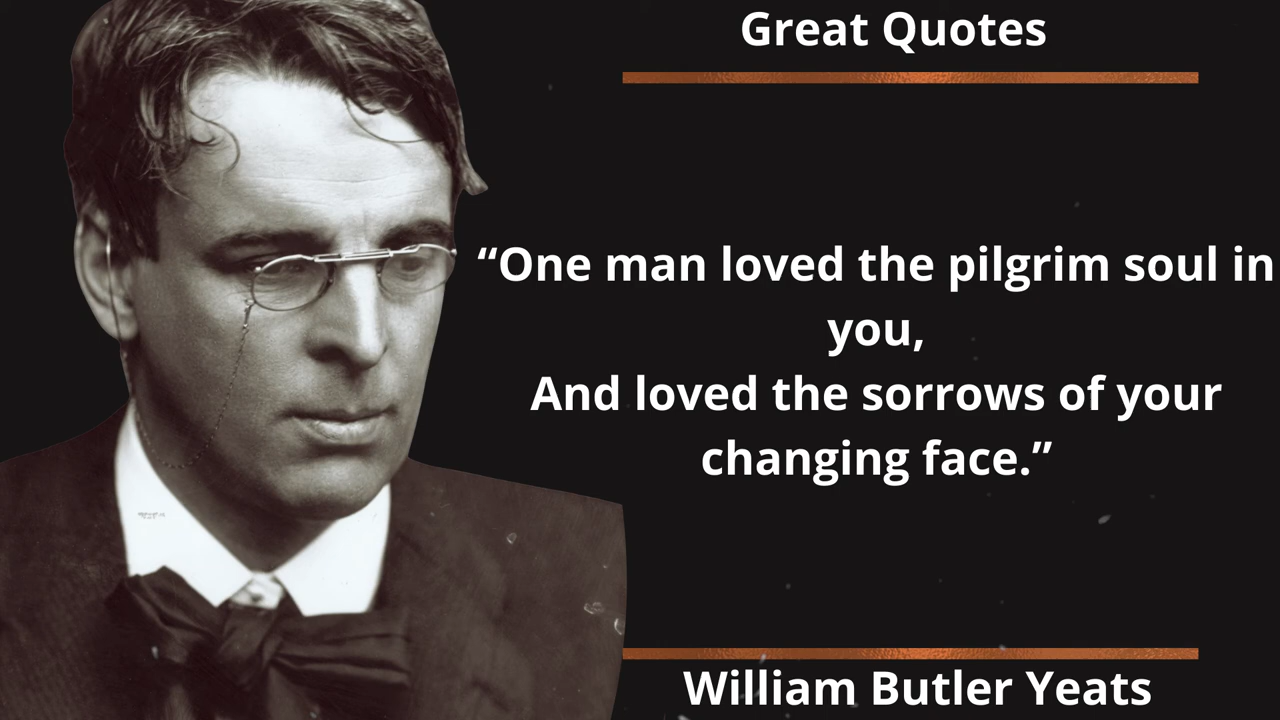 Great Quotes
“One man loved the pilgrim soul in
you,
And loved the sorrows of your
changing face.”
William Butler Yeats